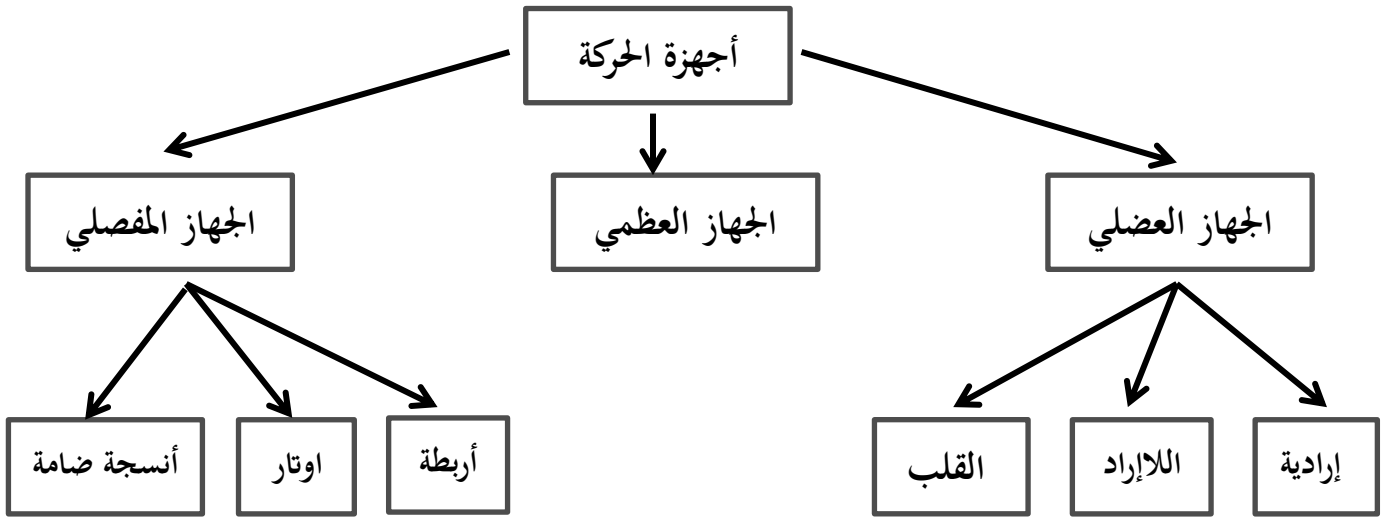 أجهزة الحركة
الجهاز العضلي
الجهاز العظمي
الجهاز المفصلي
إرادية
اللاإراد
القلب
أربطة
اوتار
أنسجة ضامة